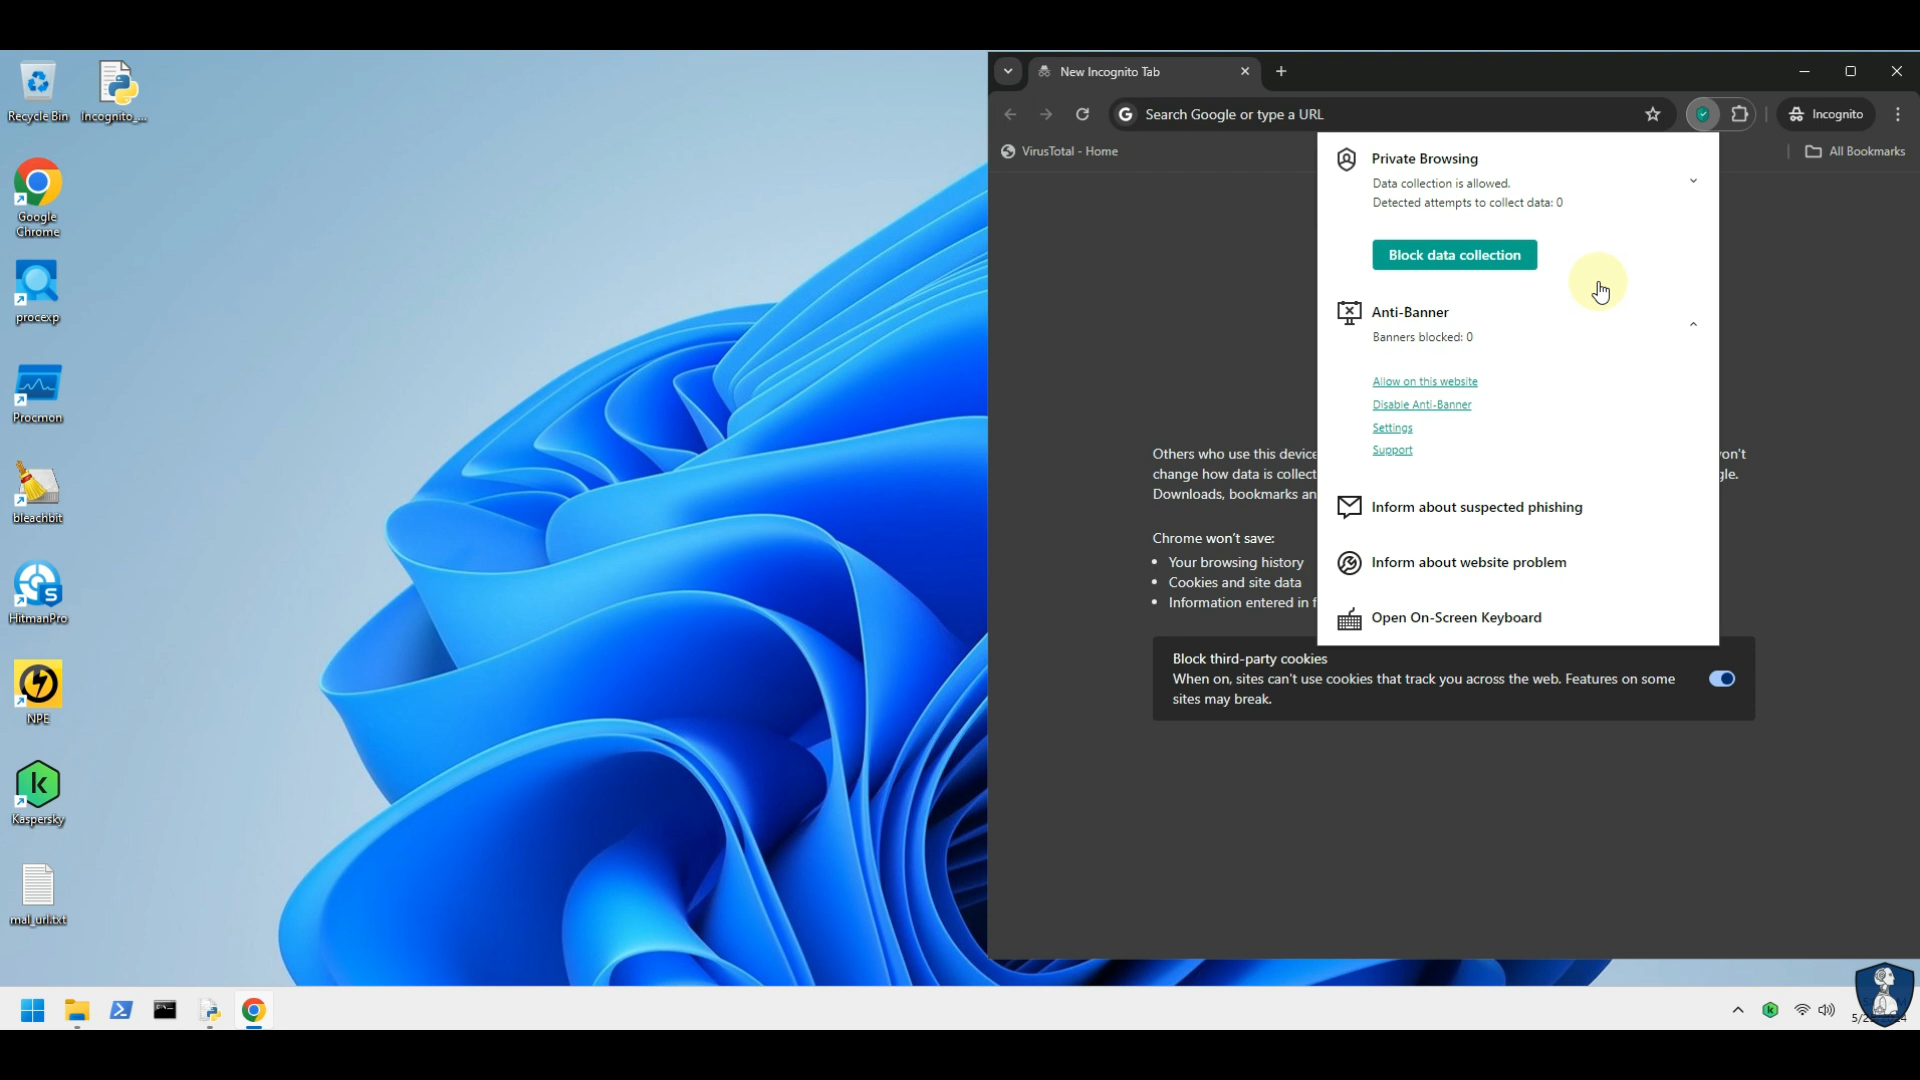 Recycle Bin
Incognito_...
Google
Chrome
procexp
Procmon
bleachbit
HitmanPro
NPE
Kaspersky
mal_url.txt
New Incognito Tab
Search Google or type a URL
Incognito
VirusTotal - Home
All Bookmarks
Private Browsing
Data collection is allowed.
Detected attempts to collect data: 0
Block data collection
Anti-Banner
Banners blocked: 0
Allow on this website
Disable Anti-Banner
Settings
Support
Inform about suspected phishing
Inform about website problem
Open On-Screen Keyboard
Others who use this device
change how data is collect
Downloads, bookmarks an
Chrome won't save:
• Your browsing history
• Cookies and site data
• Information entered in f
Block third-party cookies
When on, sites can't use cookies that track you across the web. Features on some
sites may break.